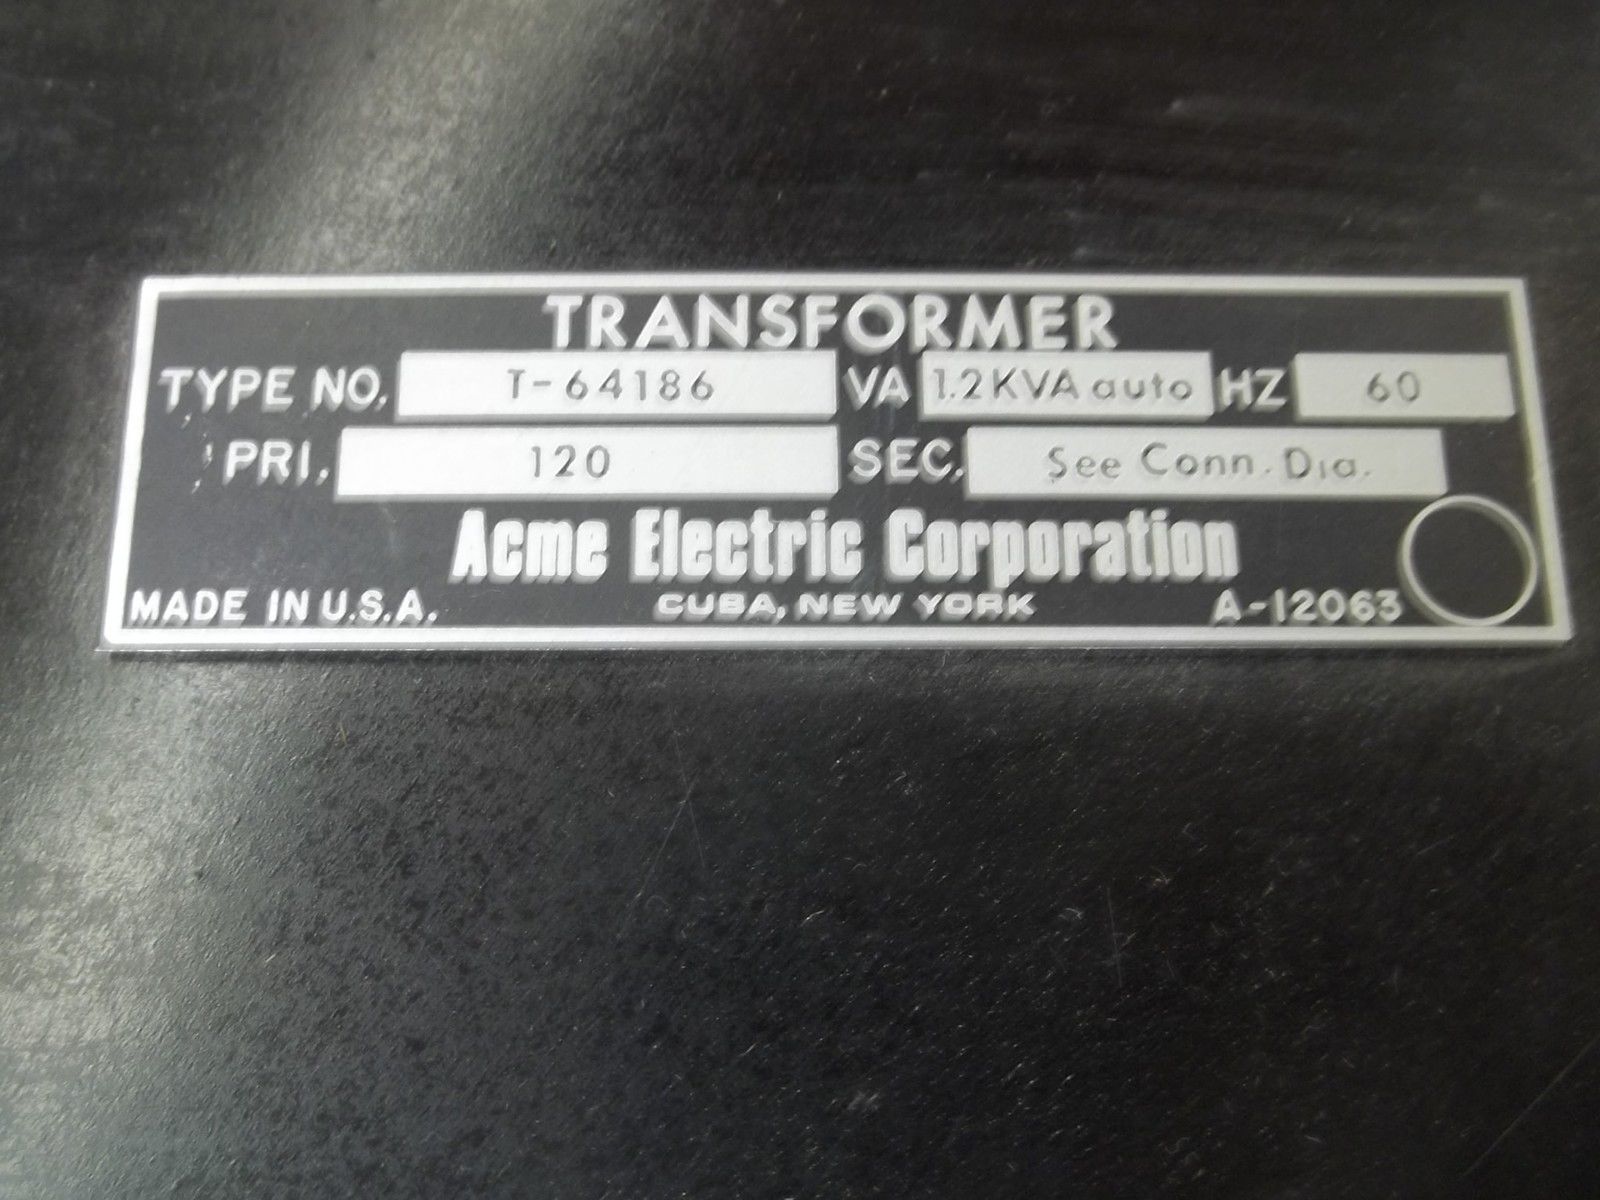 TRANSFORMER
TYPE NO. T-64186 VA 1.2KVA auto HZ 60
PRI. 120 SEC. See Conn. Dia.
Acme Electric Corporation
MADE IN U.S.A. CUBA, NEW YORK A-12063